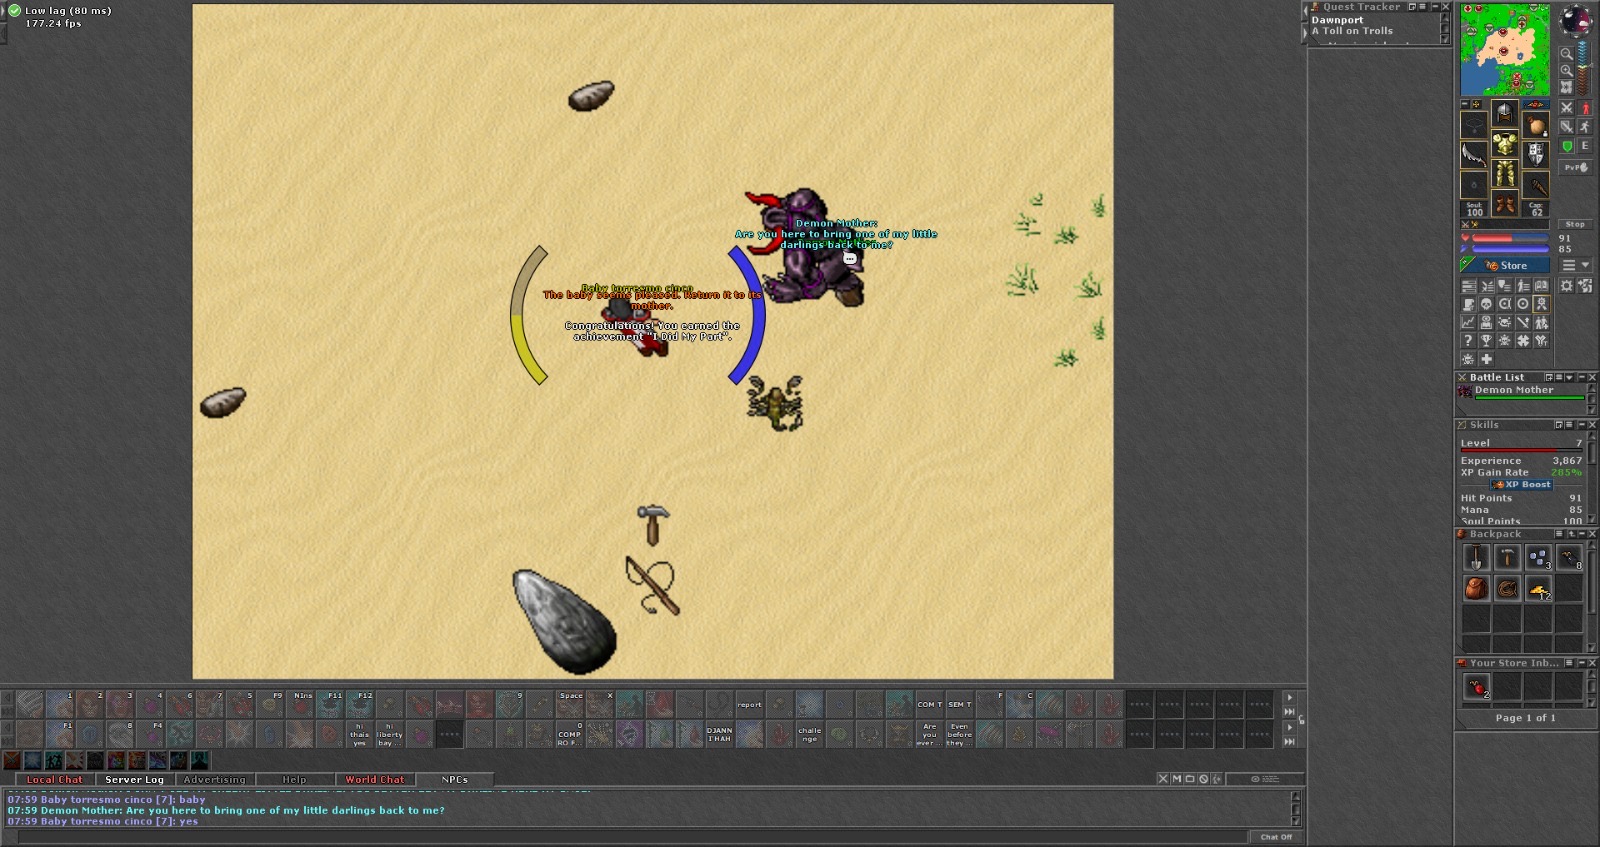 Low lag (80 ms)
177.24 fps
Quest Tracker
Dawnport
A Toll on Trolls
Demon Mother:
Are you here to bring one of my little
darlings back to me?
Baby torresmo cinco
The baby seems pleased. Return it to its
mother.
Congratulations! You earned the
achievement "I Did My Part".
Soul:
100
Cap:
62
E
PvP
Stop
91
85
Store
Battle List
Demon Mother
Skills
Level 7
Experience 3,867
XP Gain Rate 285%
XP Boost
Hit Points 91
Mana 85
Soul Points 100
Backpack
3
8
12
Your Store Inb...
2
Page 1 of 1
1 2 3 4 6 7 5 F9 NIns F11 F12 9 Space X report COM T SEM T F C
F1 8 F4 hi thais yes hi liberty bay ... 0 COMP RO F... DJANN I'HAH challe nge Are you ever ... Even before they ...
Local Chat Server Log Advertising Help World Chat NPCs
07:59 Baby torresmo cinco [7]: baby
07:59 Demon Mother: Are you here to bring one of my little darlings back to me?
07:59 Baby torresmo cinco [7]: yes
Chat Off